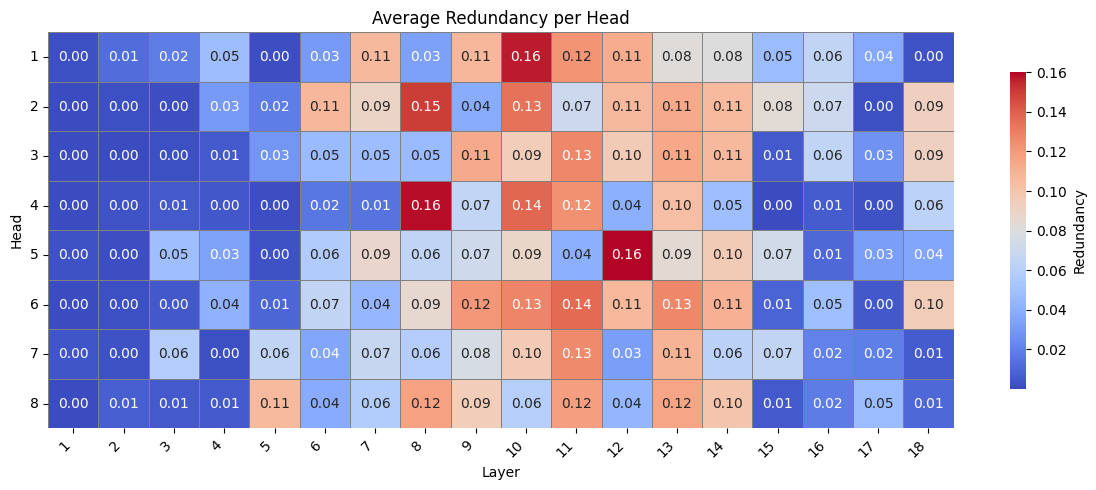 Average Redundancy per Head
1 0.00 0.01 0.02 0.05 0.00 0.03 0.11 0.03 0.11 0.16 0.12 0.11 0.08 0.08 0.05 0.06 0.04 0.00
2 0.00 0.00 0.00 0.03 0.02 0.11 0.09 0.15 0.04 0.13 0.07 0.11 0.11 0.11 0.08 0.07 0.00 0.09
3 0.00 0.00 0.00 0.01 0.03 0.05 0.05 0.05 0.11 0.09 0.13 0.10 0.11 0.11 0.01 0.06 0.03 0.09
4 0.00 0.00 0.01 0.00 0.00 0.02 0.01 0.16 0.07 0.14 0.12 0.04 0.10 0.05 0.00 0.01 0.00 0.06
5 0.00 0.00 0.05 0.03 0.00 0.06 0.09 0.06 0.07 0.09 0.04 0.16 0.09 0.10 0.07 0.01 0.03 0.04
6 0.00 0.00 0.00 0.04 0.01 0.07 0.04 0.09 0.12 0.13 0.14 0.11 0.13 0.11 0.01 0.05 0.00 0.10
7 0.00 0.00 0.06 0.00 0.06 0.04 0.07 0.06 0.08 0.10 0.13 0.03 0.11 0.06 0.07 0.02 0.02 0.01
8 0.00 0.01 0.01 0.01 0.11 0.04 0.06 0.12 0.09 0.06 0.12 0.04 0.12 0.10 0.01 0.02 0.05 0.01
1 2 3 4 5 6 7 8 9 10 11 12 13 14 15 16 17 18
Layer
Head
0.16
0.14
0.12
0.10
0.08
0.06
0.04
0.02
Redundancy